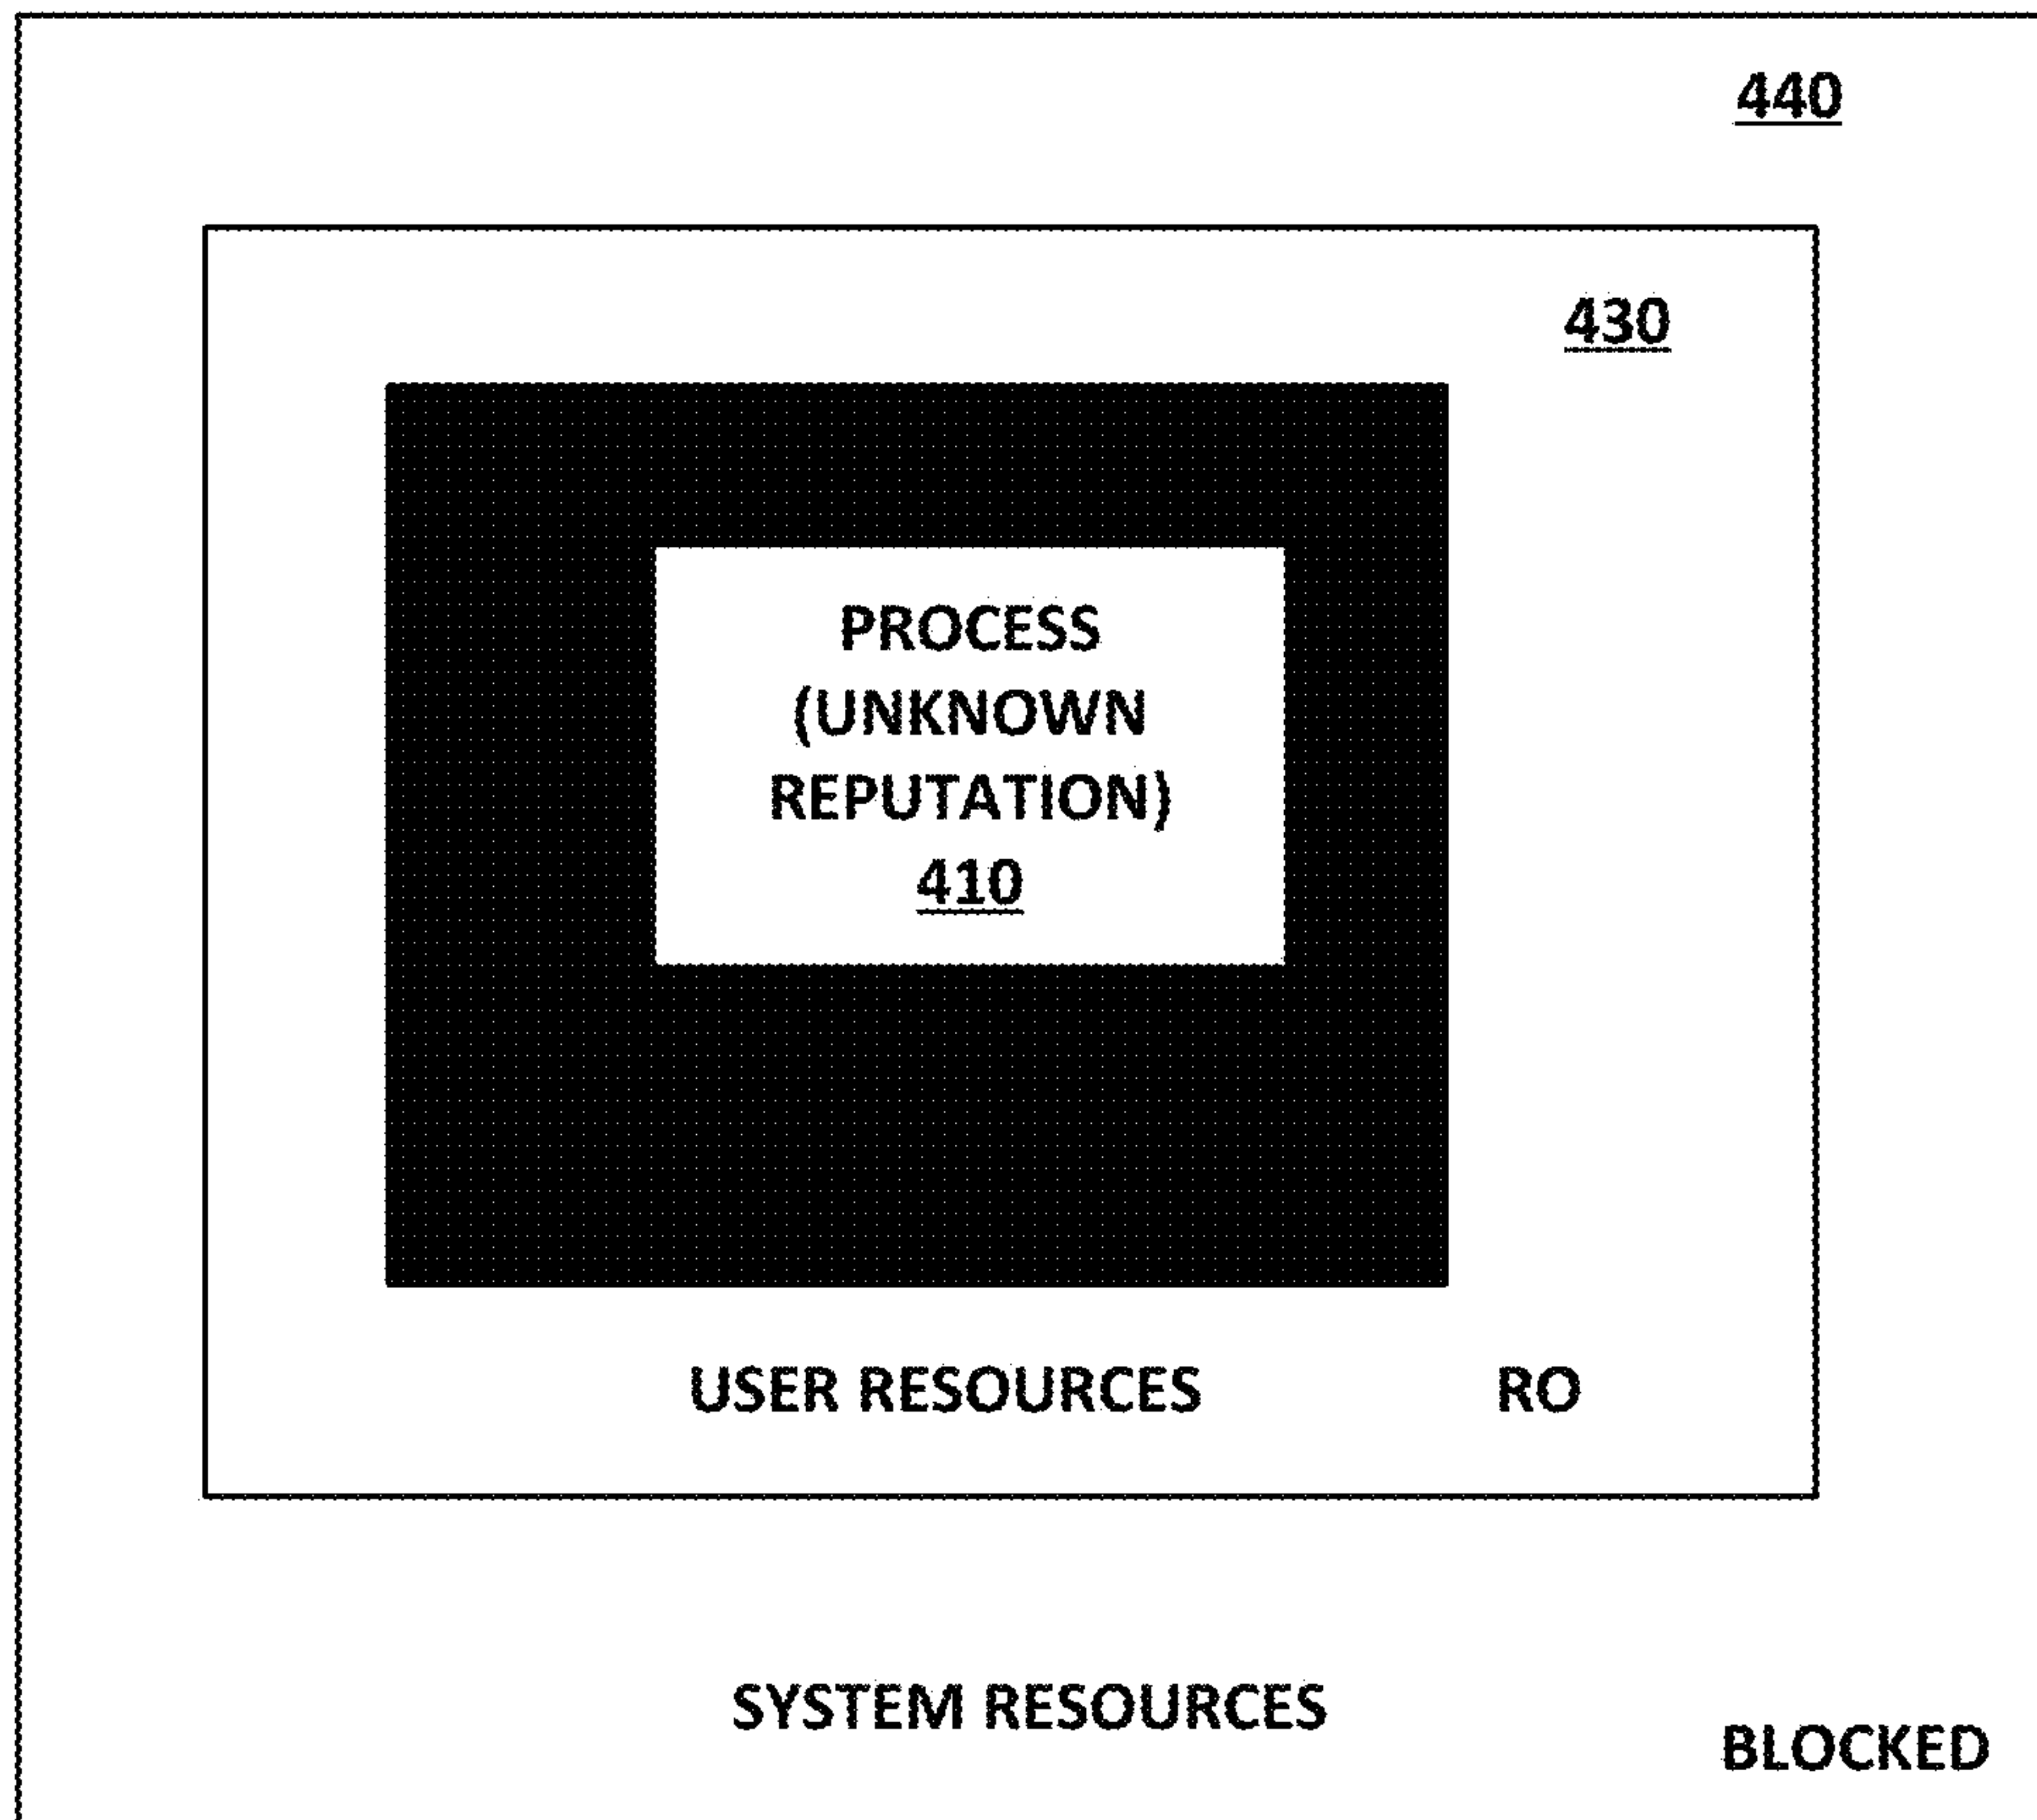 440
430
PROCESS
(UNKNOWN
REPUTATION)
410
USER RESOURCES
RO
SYSTEM RESOURCES
BLOCKED